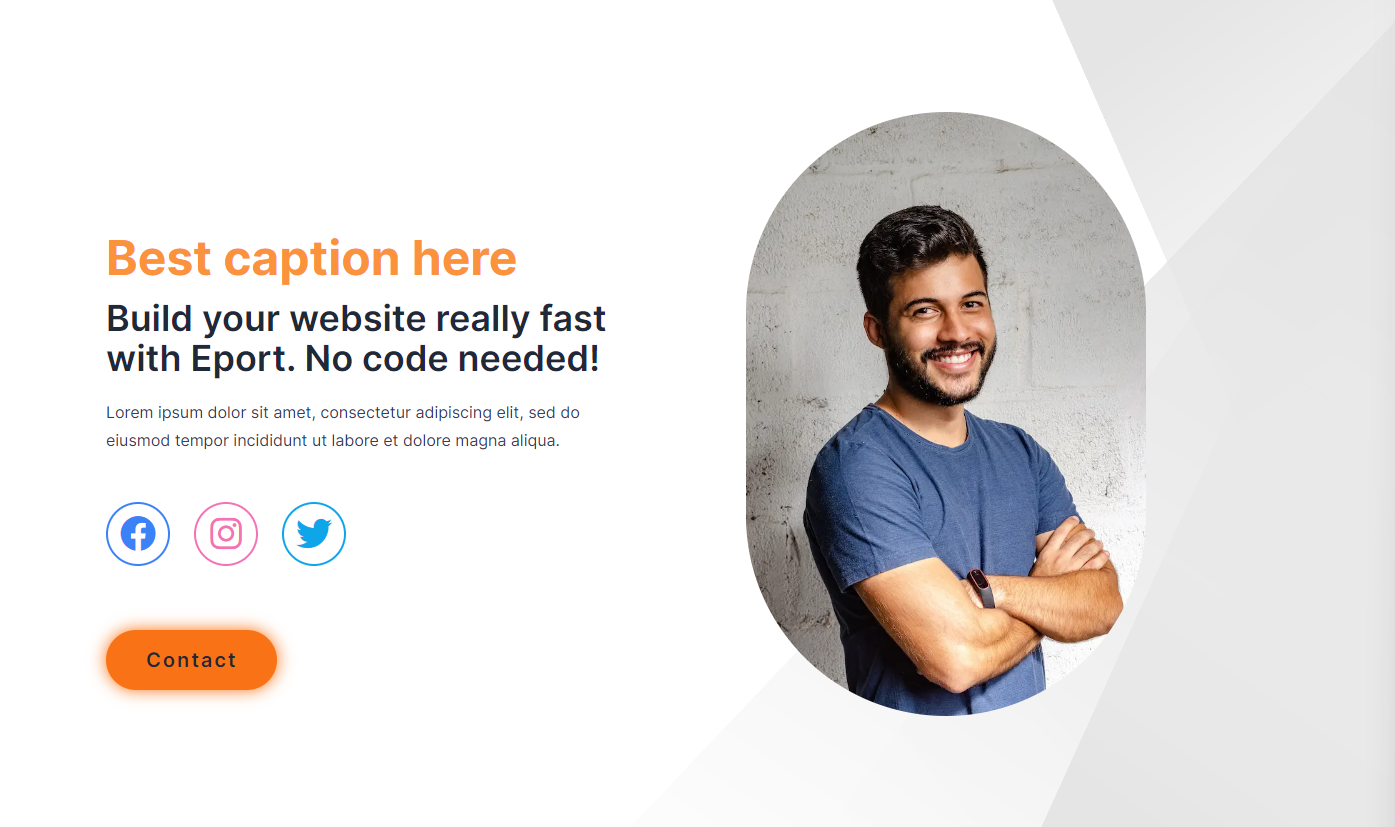 Best caption here
Build your website really fast
with Eport. No code needed!
Lorem ipsum dolor sit amet, consectetur adipiscing elit, sed do
eiusmod tempor incididunt ut labore et dolore magna aliqua.
Contact